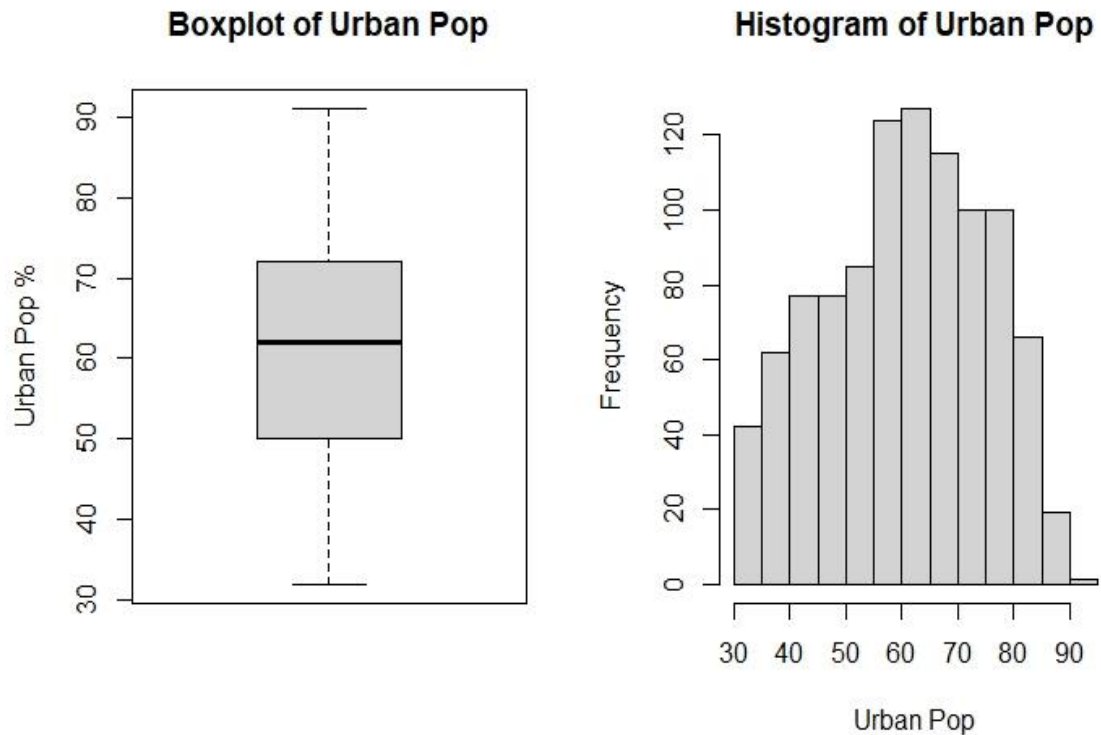 Boxplot of Urban Pop
Urban Pop %
90
80
70
60
50
40
30
Histogram of Urban Pop
Frequency
120
100
80
60
40
20
0
30 40 50 60 70 80 90
Urban Pop